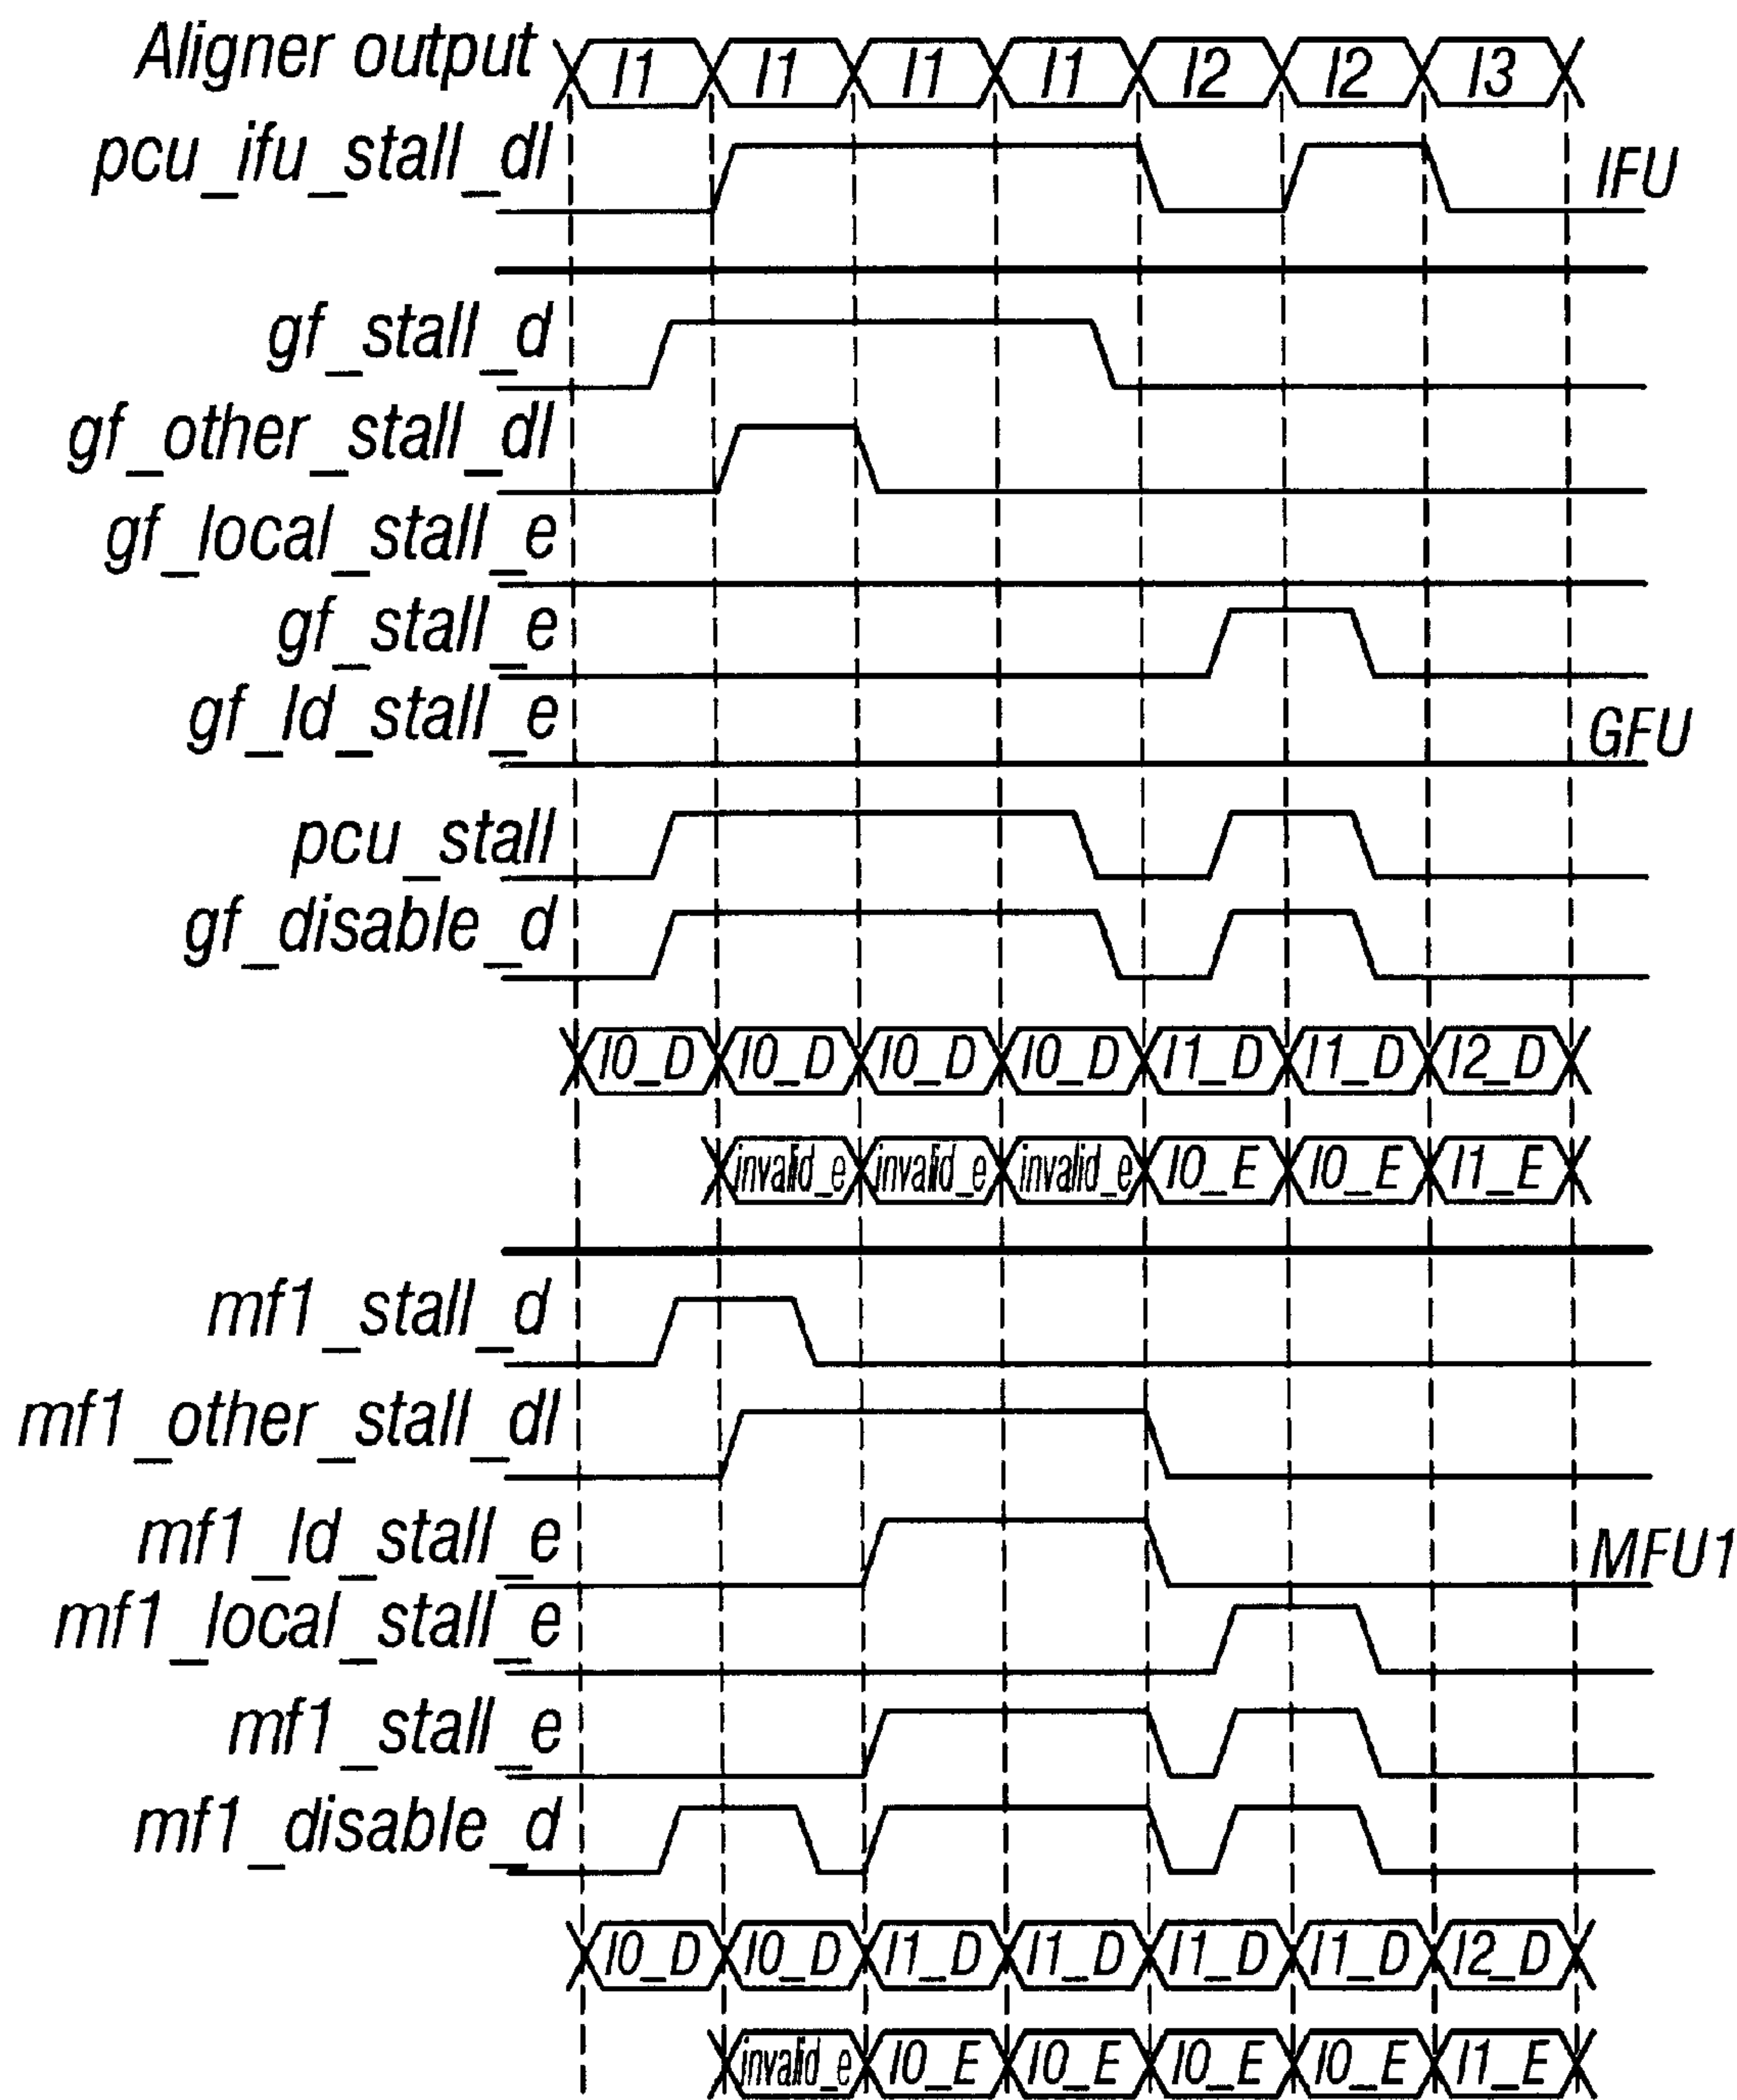 Aligner output I1 I1 I1 I1 I2 I2 I3
pcu_ifu_stall_dl
IFU
gf_stall_d
gf_other_stall_dl
gf_local_stall_e
gf_stall_e
gf_ld_stall_e
GFU
pcu_stall
gf_disable_d
I0_D I0_D I0_D I0_D I1_D I1_D I2_D
invalid_e invalid_e invalid_e I0_E I0_E I1_E
mf1_stall_d
mf1_other_stall_dl
mf1_ld_stall_e
MFU1
mf1_local_stall_e
mf1_stall_e
mf1_disable_d
I0_D I0_D I1_D I1_D I1_D I1_D I2_D
invalid_e I0_E I0_E I0_E I0_E I1_E